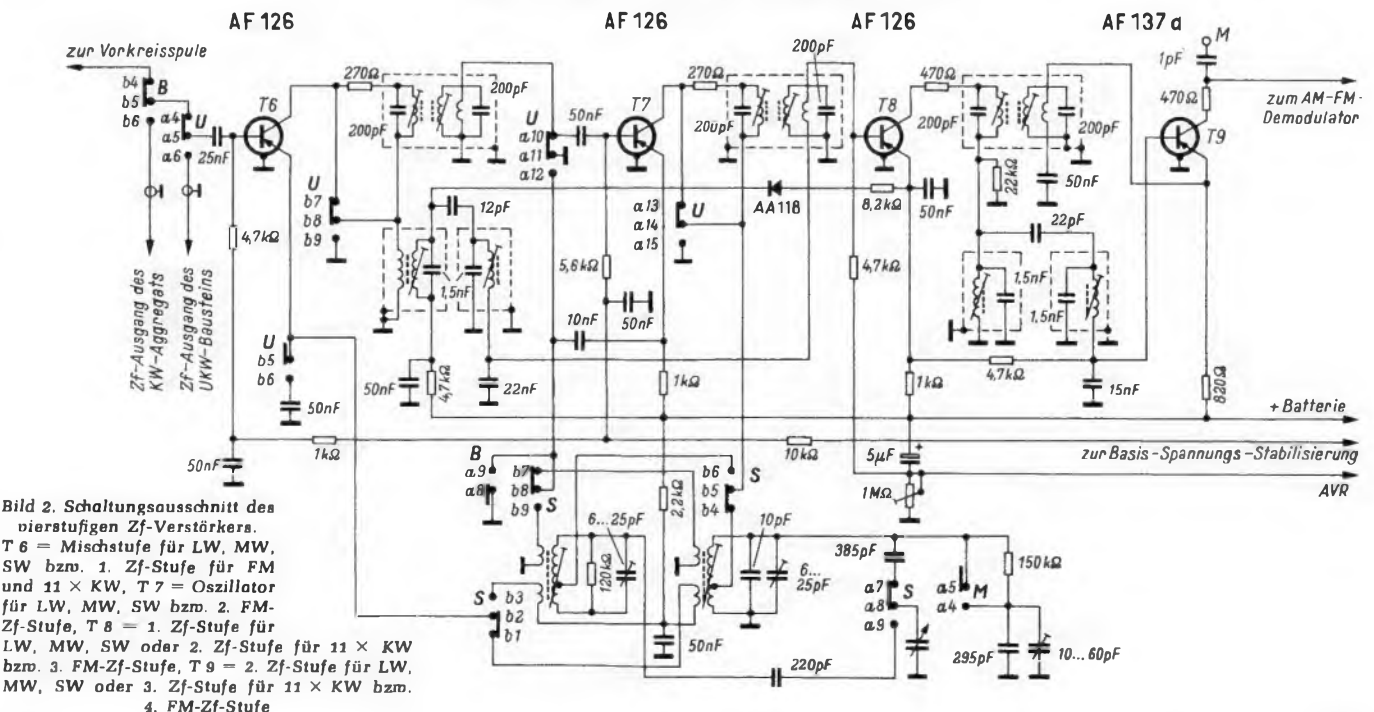 AF 126
AF 126
AF 126
AF 137 a
zur Vorkreisspule
b4
B
b5
b6
a4
U
a5
a6
25nF
T6
270Ω
200pF
200pF
4,7kΩ
Zf-Ausgang des
KW-Aggregats
Zf-Ausgang des
UKW-Bausteins
U
b7
b8
b9
U
b5
b6
50nF
50nF
1kΩ
12pF
1,5nF
50nF
4,7kΩ
22nF
U
a10
a11
a12
50nF
T7
270Ω
200pF
200pF
5,6kΩ
50nF
10nF
1kΩ
a13
a14
U
a15
AA118
8,2kΩ
50nF
4,7kΩ
T8
470Ω
200pF
200pF
22kΩ
50nF
22pF
1,5nF
1,5nF
1kΩ
4,7kΩ
15nF
M
1pF
470Ω
T9
zum AM-FM-
Demodulator
820Ω
+ Batterie
10kΩ
zur Basis-Spannungs-Stabilisierung
5µF
+
1MΩ
AVR
B
a9
a8
b7
b8
b9
S
2,2kΩ
b6
b5
S
b4
6...25pF
120kΩ
S
b3
b2
b1
10pF
6...
25pF
50nF
220pF
385pF
a7
S
a8
a9
a5
M
a4
150kΩ
295pF
10...60pF
Bild 2. Schaltungsausschnitt des
vierstufigen Zf-Verstärkers.
T 6 = Mischstufe für LW, MW,
SW bzw. 1. Zf-Stufe für FM
und 11 × KW, T 7 = Oszillator
für LW, MW, SW bzw. 2. FM-
Zf-Stufe, T 8 = 1. Zf-Stufe für
LW, MW, SW oder 2. Zf-Stufe für 11 × KW
bzw. 3. FM-Zf-Stufe, T 9 = 2. Zf-Stufe für LW,
MW, SW oder 3. Zf-Stufe für 11 × KW bzw.
4. FM-Zf-Stufe